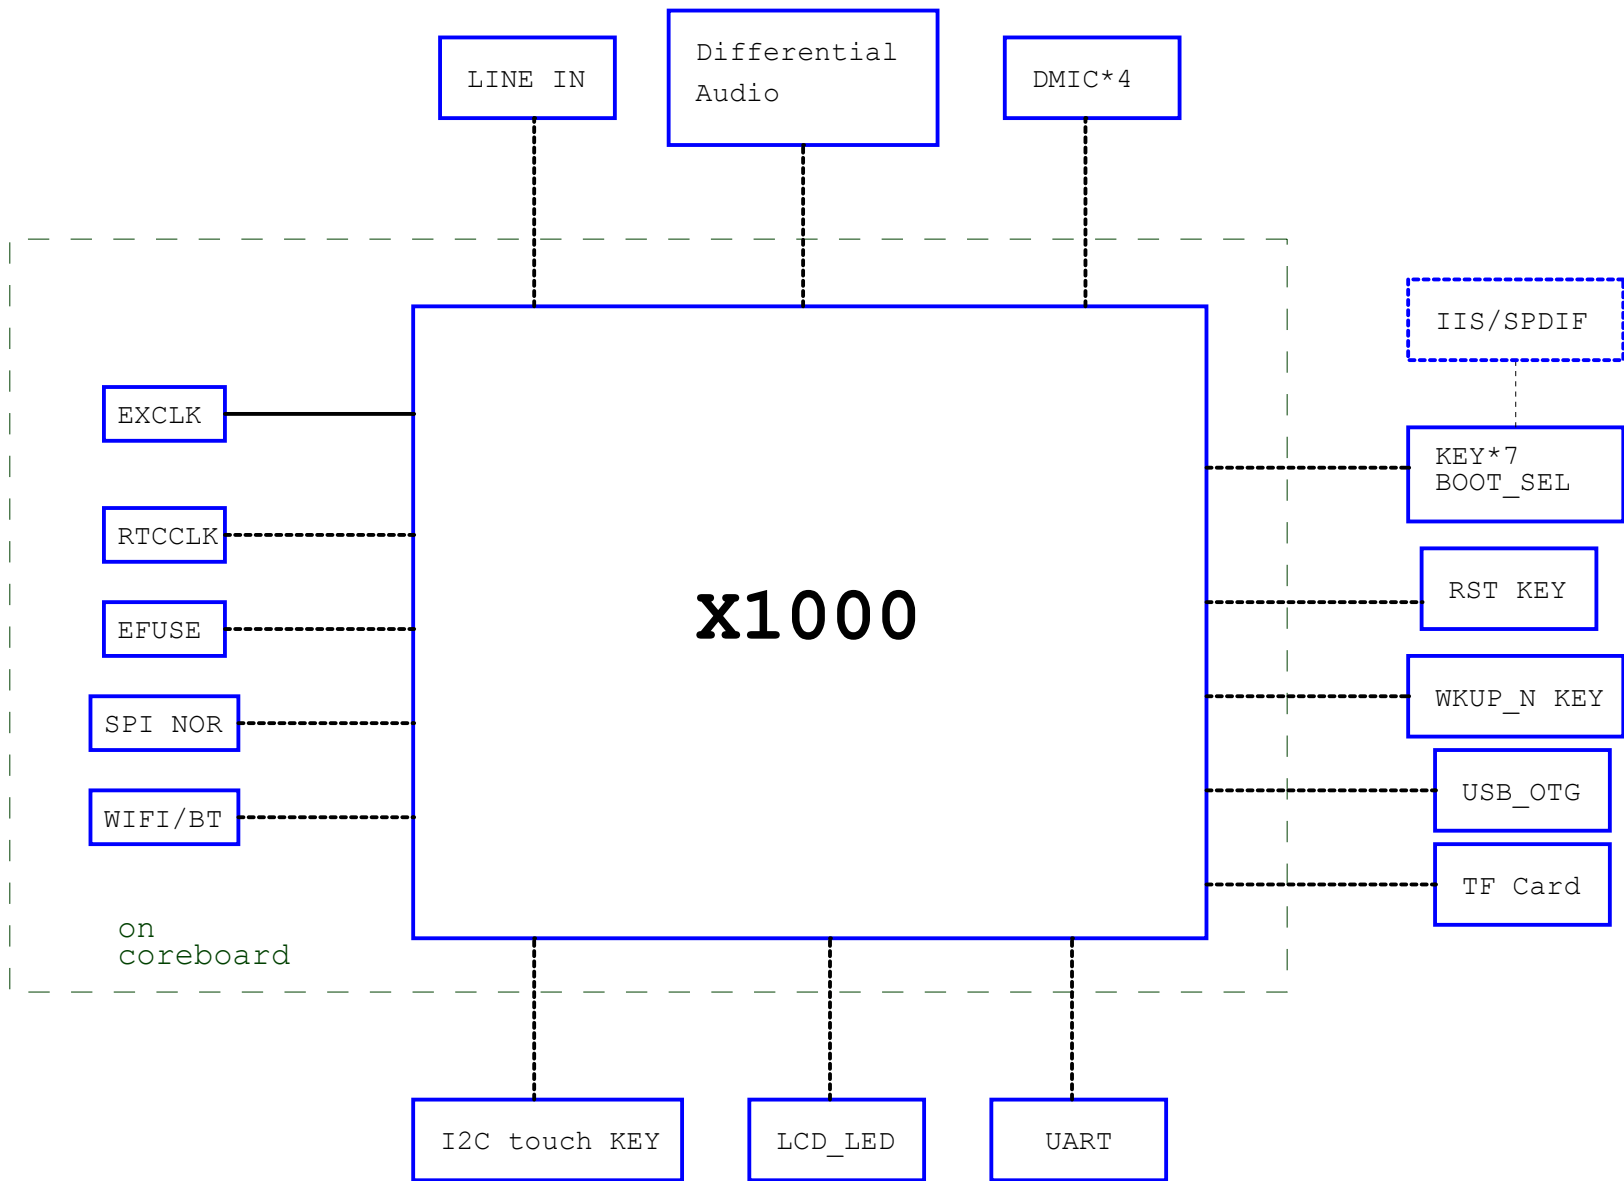 LINE IN
Differential
Audio
DMIC*4
IIS/SPDIF
EXCLK
KEY*7
BOOT_SEL
RTCCLK
RST KEY
X1000
EFUSE
SPI NOR
WKUP_N KEY
USB_OTG
WIFI/BT
TF Card
on
coreboard
I2C touch KEY
LCD_LED
UART